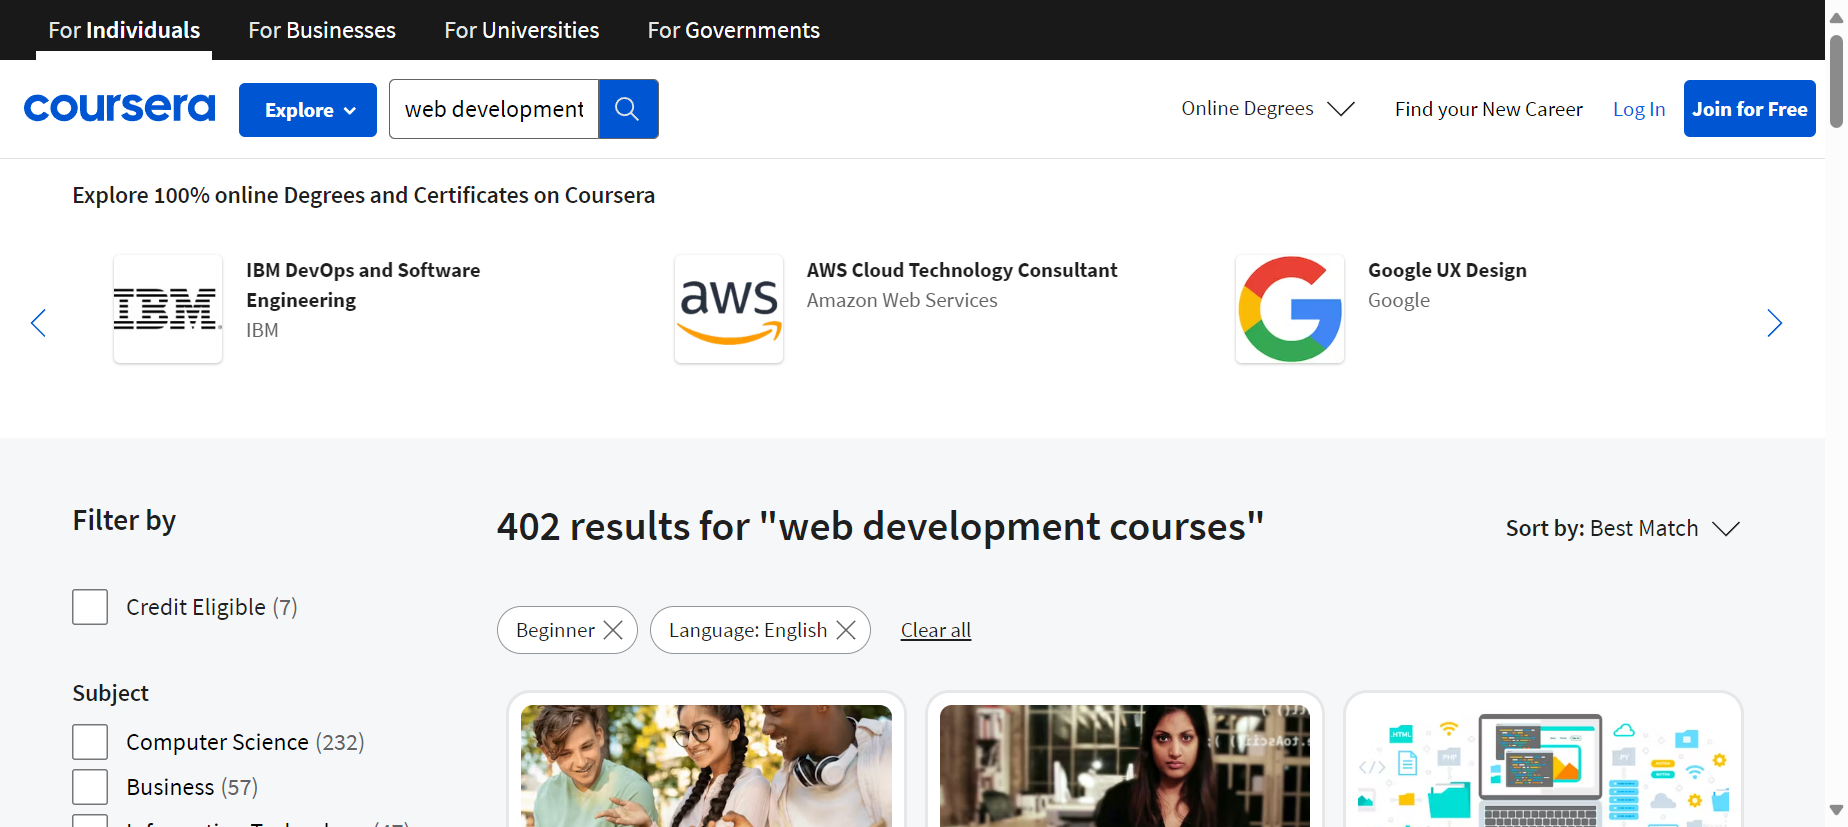 For Individuals
For Businesses
For Universities
For Governments
coursera
Explore
web development
Online Degrees
Find your New Career
Log In
Join for Free
Explore 100% online Degrees and Certificates on Coursera
IBM
IBM DevOps and Software
Engineering
IBM
aws
AWS Cloud Technology Consultant
Amazon Web Services
Google UX Design
Google
Filter by
402 results for "web development courses"
Sort by: Best Match
Credit Eligible (7)
Beginner
Language: English
Clear all
Subject
Computer Science (232)
Business (57)
HTML
PHP